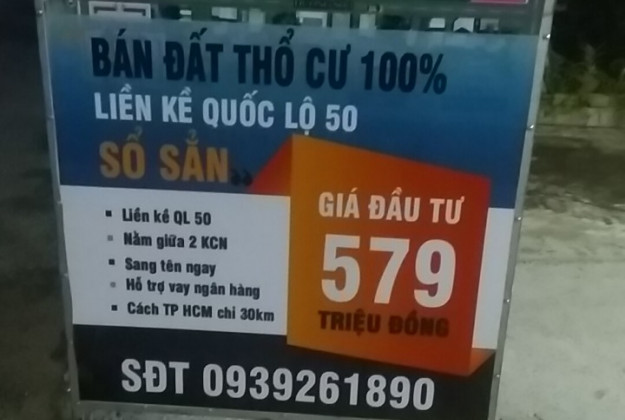 BÁN ĐẤT THỔ CƯ 100%
LIỀN KỀ QUỐC LỘ 50
SỔ SẲN
Liền kề QL 50
Nằm giữa 2 KCN
Sang tên ngay
Hỗ trợ vay ngân hàng
Cách TP HCM chỉ 30km
GIÁ ĐẦU TƯ
579
TRIỆU ĐỒNG
SĐT 0939261890